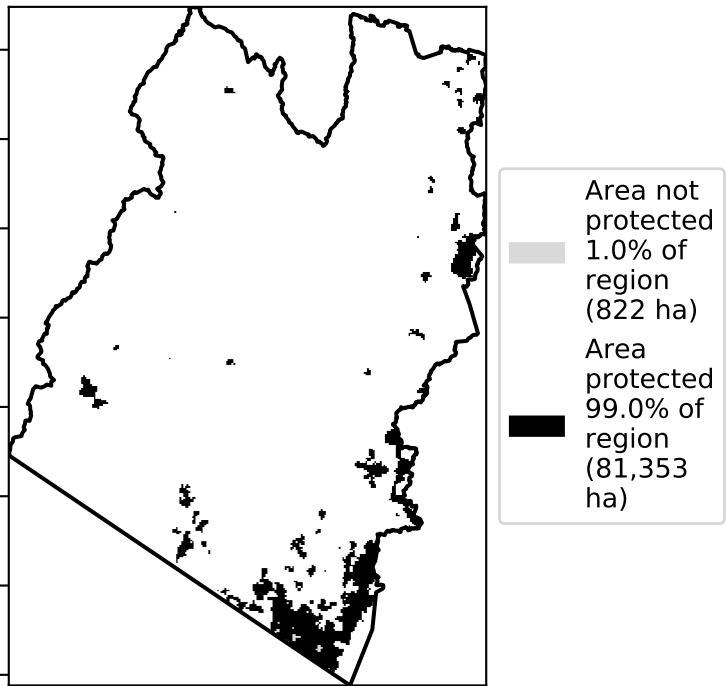 Area not
protected
1.0% of
region
(822 ha)
Area
protected
99.0% of
region
(81,353
ha)